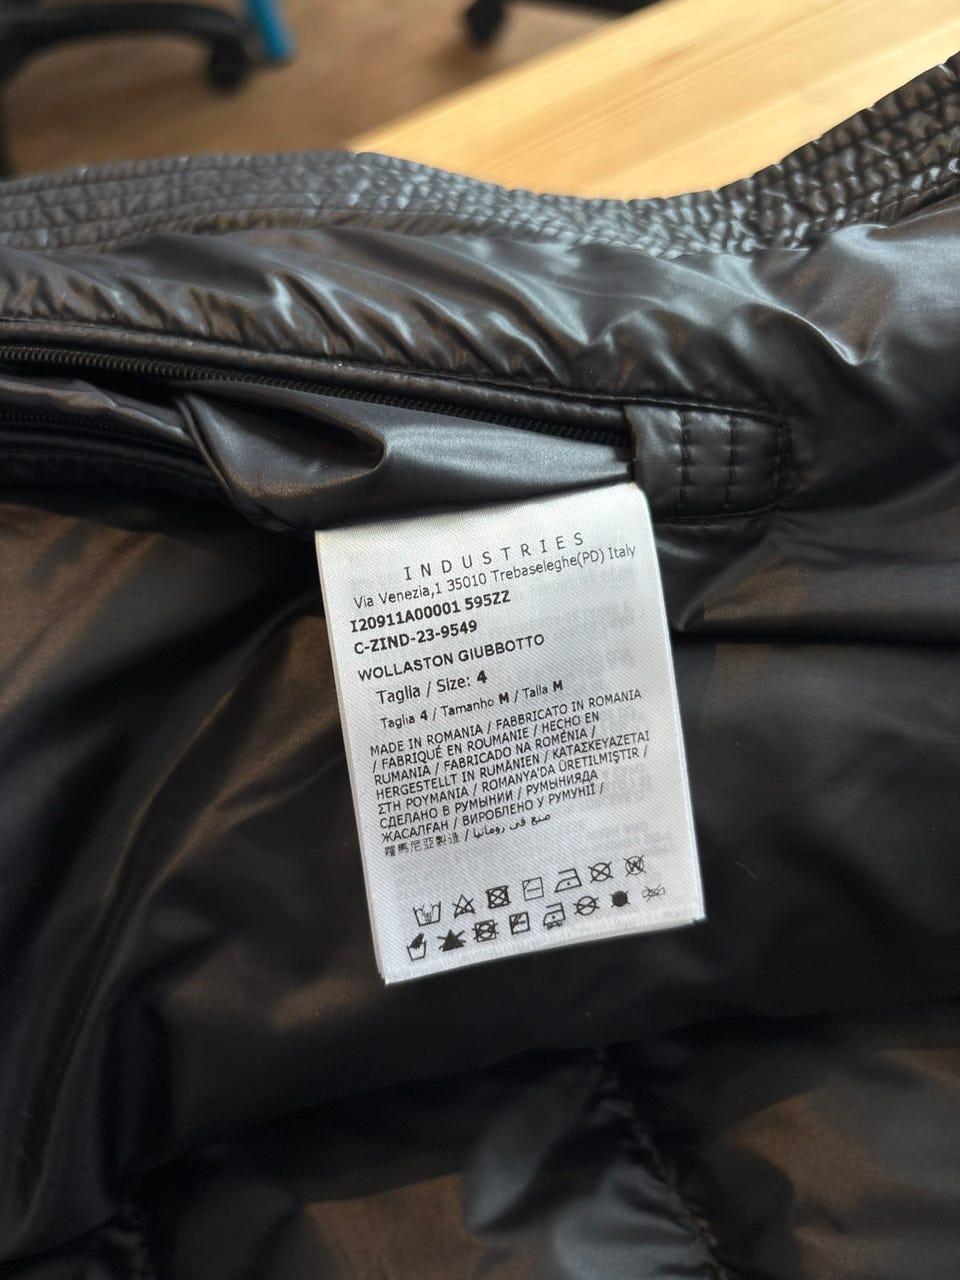 INDUSTRIES
Via Venezia,1 35010 Trebaseleghe(PD) Italy
I20911A00001 595ZZ
C-ZIND-23-9549
WOLLASTON GIUBBOTTO
Taglia / Size: 4
Taglia 4 / Tamanho M / Talla M
MADE IN ROMANIA / FABBRICATO IN ROMANIA
/ FABRIQUÉ EN ROUMANIE / HECHO EN
RUMANIA / FABRICADO NA ROMÉNIA /
HERGESTELLT IN RUMÄNIEN / ΚΑΤΑΣΚΕΥΑΖΕΤΑΙ
ΣΤΗ ΡΟΥΜΑΝΙΑ / ROMANYA'DA ÜRETILMIŞTIR /
СДЕЛАНО В РУМЫНИИ / РУМЫНИЯДА
ЖАСАЛҒАН / ВИРОБЛЕНО У РУМУНІЇ /
羅馬尼亞製造 / صنع في رومانيا